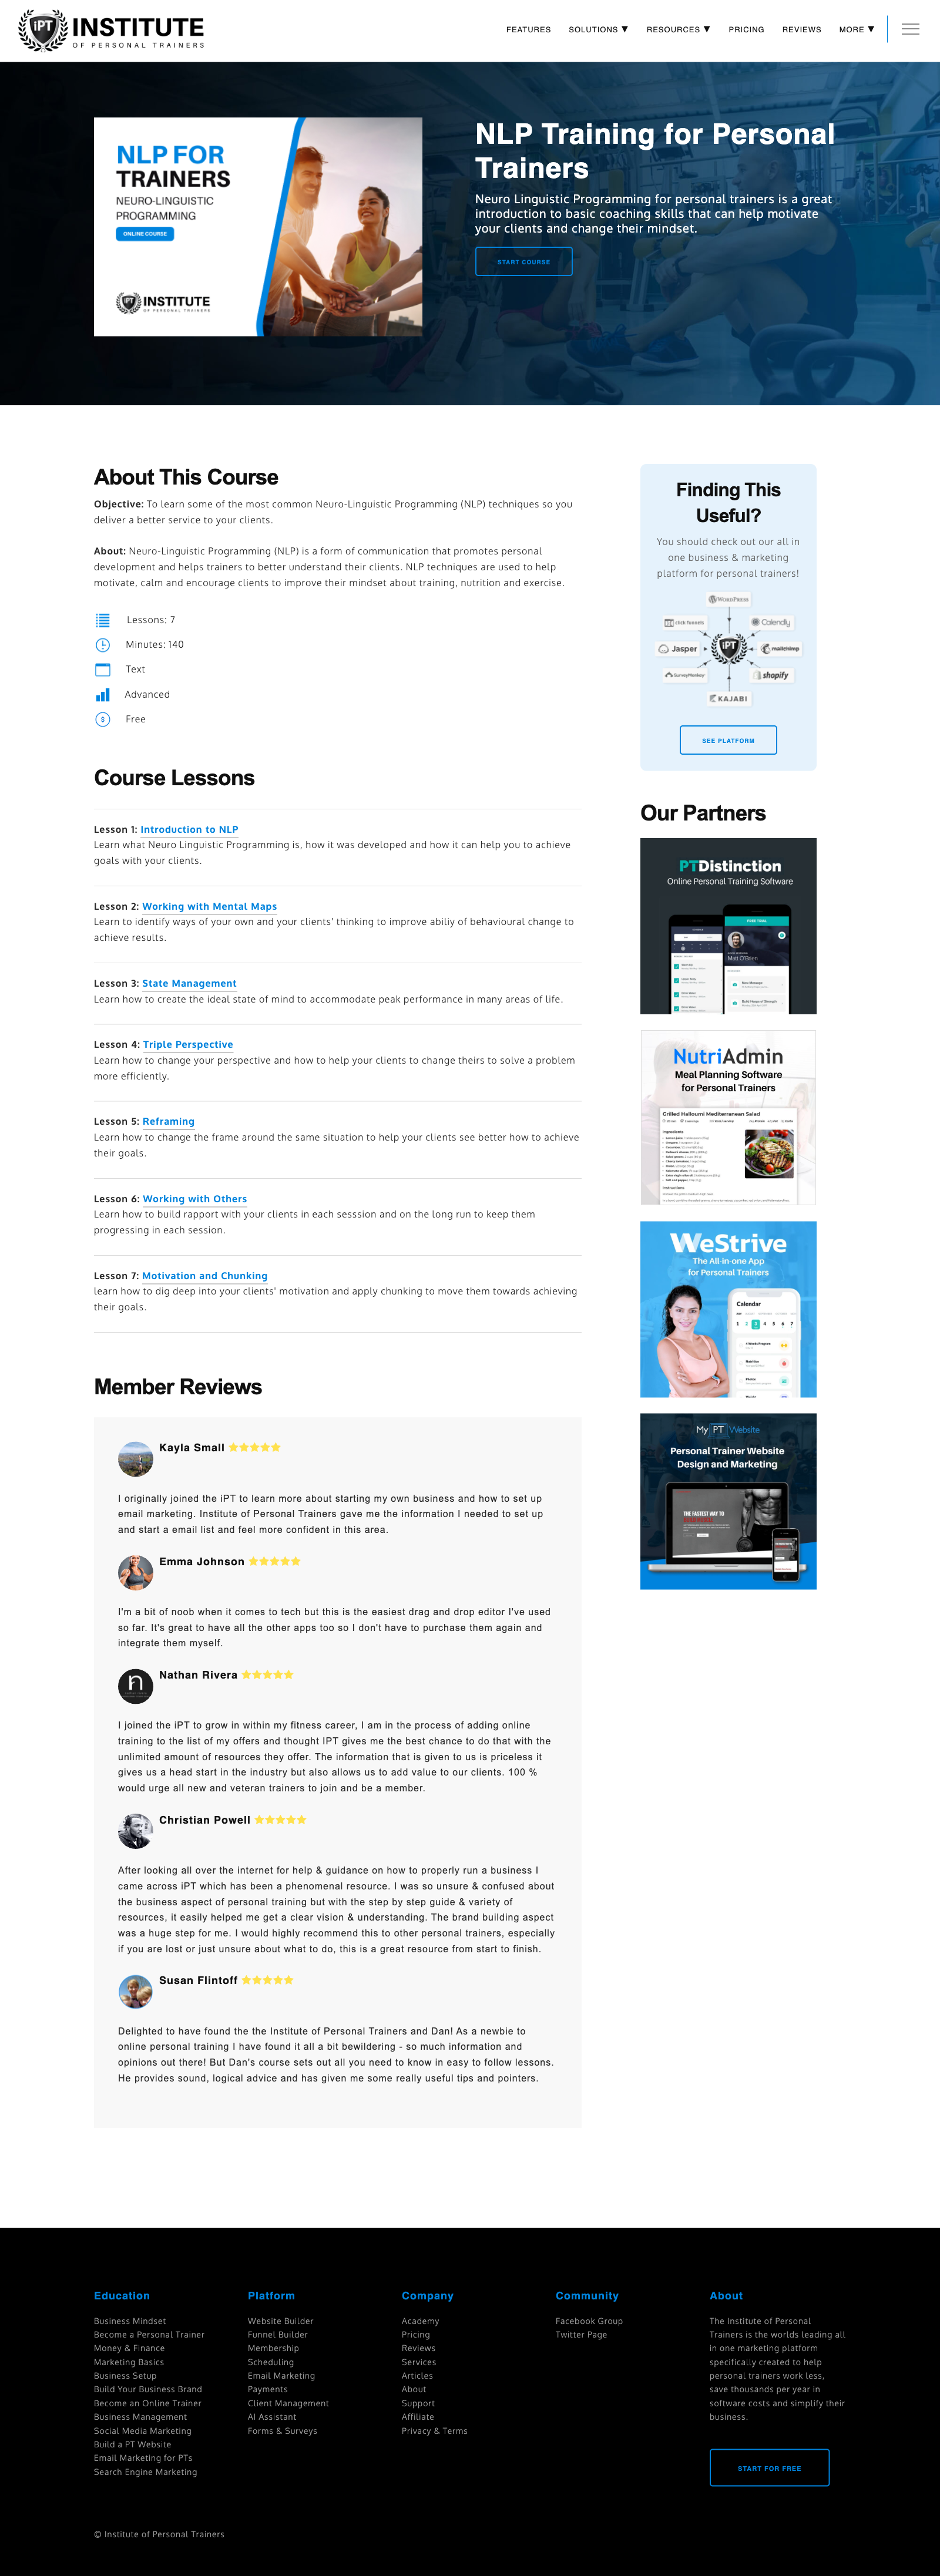 iPT INSTITUTE
OF PERSONAL TRAINERS
FEATURES SOLUTIONS ▼ RESOURCES ▼ PRICING REVIEWS MORE ▼
NLP FOR
TRAINERS
NEURO-LINGUISTIC
PROGRAMMING
ONLINE COURSE
iPT INSTITUTE
OF PERSONAL TRAINERS
NLP Training for Personal
Trainers
Neuro Linguistic Programming for personal trainers is a great
introduction to basic coaching skills that can help motivate
your clients and change their mindset.
START COURSE
About This Course
Objective: To learn some of the most common Neuro-Linguistic Programming (NLP) techniques so you
deliver a better service to your clients.
About: Neuro-Linguistic Programming (NLP) is a form of communication that promotes personal
development and helps trainers to better understand their clients. NLP techniques are used to help
motivate, calm and encourage clients to improve their mindset about training, nutrition and exercise.
Lessons: 7
Minutes: 140
Text
Advanced
Free
Course Lessons
Lesson 1: Introduction to NLP
Learn what Neuro Linguistic Programming is, how it was developed and how it can help you to achieve
goals with your clients.
Lesson 2: Working with Mental Maps
Learn to identify ways of your own and your clients' thinking to improve abiliy of behavioural change to
achieve results.
Lesson 3: State Management
Learn how to create the ideal state of mind to accommodate peak performance in many areas of life.
Lesson 4: Triple Perspective
Learn how to change your perspective and how to help your clients to change theirs to solve a problem
more efficiently.
Lesson 5: Reframing
Learn how to change the frame around the same situation to help your clients see better how to achieve
their goals.
Lesson 6: Working with Others
Learn how to build rapport with your clients in each sesssion and on the long run to keep them
progressing in each session.
Lesson 7: Motivation and Chunking
learn how to dig deep into your clients' motivation and apply chunking to move them towards achieving
their goals.
Member Reviews
Kayla Small
I originally joined the iPT to learn more about starting my own business and how to set up
email marketing. Institute of Personal Trainers gave me the information I needed to set up
and start a email list and feel more confident in this area.
Emma Johnson
I'm a bit of noob when it comes to tech but this is the easiest drag and drop editor I've used
so far. It's great to have all the other apps too so I don't have to purchase them again and
integrate them myself.
Nathan Rivera
I joined the iPT to grow in within my fitness career, I am in the process of adding online
training to the list of my offers and thought IPT gives me the best chance to do that with the
unlimited amount of resources they offer. The information that is given to us is priceless it
gives us a head start in the industry but also allows us to add value to our clients. 100 %
would urge all new and veteran trainers to join and be a member.
Christian Powell
After looking all over the internet for help & guidance on how to properly run a business I
came across iPT which has been a phenomenal resource. I was so unsure & confused about
the business aspect of personal training but with the step by step guide & variety of
resources, it easily helped me get a clear vision & understanding. The brand building aspect
was a huge step for me. I would highly recommend this to other personal trainers, especially
if you are lost or just unsure about what to do, this is a great resource from start to finish.
Susan Flintoff
Delighted to have found the the Institute of Personal Trainers and Dan! As a newbie to
online personal training I have found it all a bit bewildering - so much information and
opinions out there! But Dan's course sets out all you need to know in easy to follow lessons.
He provides sound, logical advice and has given me some really useful tips and pointers.
Finding This
Useful?
You should check out our all in
one business & marketing
platform for personal trainers!
WORDPRESS
click funnels
Calendly
Jasper
iPT
mailchimp
SurveyMonkey
shopify
KAJABI
SEE PLATFORM
Our Partners
PTDistinction
Online Personal Training Software
FREE TRIAL
Matt O'Brien
NutriAdmin
Meal Planning Software
for Personal Trainers
Grilled Halloumi Mediterranean Salad
Ingredients
Instructions
WeStrive
The All-in-one App
for Personal Trainers
Calendar
1 2 3 4 5 6 7
My PT Website
Personal Trainer Website
Design and Marketing
THE FASTEST WAY TO
Education
Business Mindset
Become a Personal Trainer
Money & Finance
Marketing Basics
Business Setup
Build Your Business Brand
Become an Online Trainer
Business Management
Social Media Marketing
Build a PT Website
Email Marketing for PTs
Search Engine Marketing
Platform
Website Builder
Funnel Builder
Membership
Scheduling
Email Marketing
Payments
Client Management
AI Assistant
Forms & Surveys
Company
Academy
Pricing
Reviews
Services
Articles
About
Support
Affiliate
Privacy & Terms
Community
Facebook Group
Twitter Page
About
The Institute of Personal
Trainers is the worlds leading all
in one marketing platform
specifically created to help
personal trainers work less,
save thousands per year in
software costs and simplify their
business.
START FOR FREE
© Institute of Personal Trainers